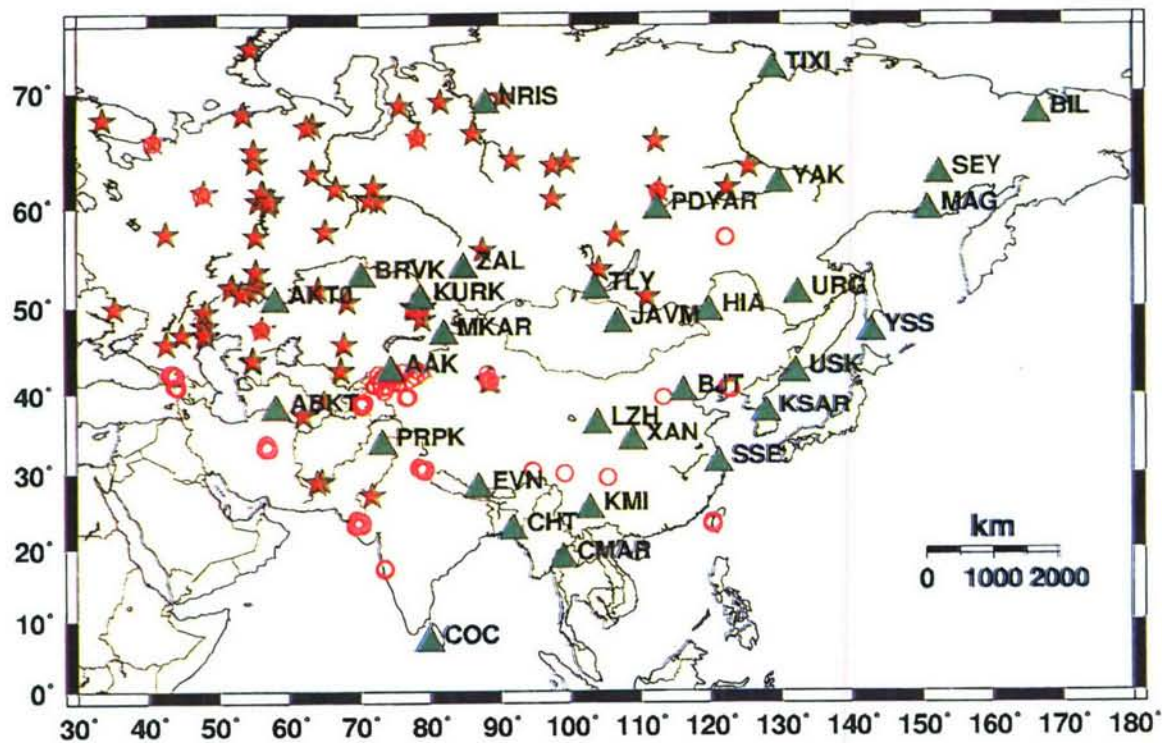 TIXI
70°
NRIS
BIL
SEY
YAK
PDYAR
MAG
60°
ZAL
BRVK
TLY
URG
KURK
HIA
50°
JAVM
YSS
MKAR
AAK
USK
BJT
40°
ABKT
LZH
KSAR
XAN
PRPK
SSE
30°
EVN
KMI
km
CHT
CMAR
20°
0 1000 2000
10°
COC
0°
30° 40° 50° 60° 70° 80° 90° 100° 110° 120° 130° 140° 150° 160° 170° 180°